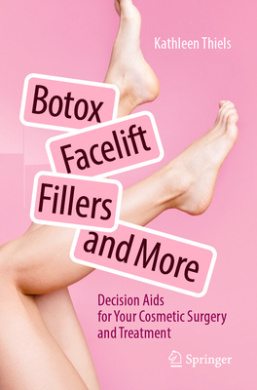 Kathleen Thiels
Botox
Facelift
Fillers
and More
Decision Aids
for Your Cosmetic Surgery
and Treatment
Springer